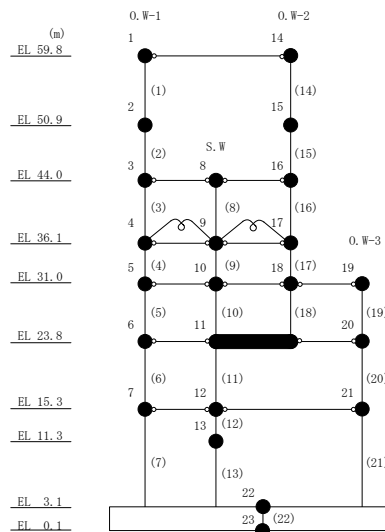 O.W-1 O.W-2
(m)
EL 59.8 1 14
(1) (14)
EL 50.9 2 15
(2) S.W (15)
EL 44.0 3 8 16
(3) (8) (16)
EL 36.1 4 9 17 O.W-3
EL 31.0 5 (4) 10 (9) 18 (17) 19
(5) (10) (18) (19)
EL 23.8 6 11 20
(6) (11) (20)
EL 15.3 7 12 21
EL 11.3 13 (12)
(7) (13) (21)
EL 3.1 22
EL 0.1 23 (22)